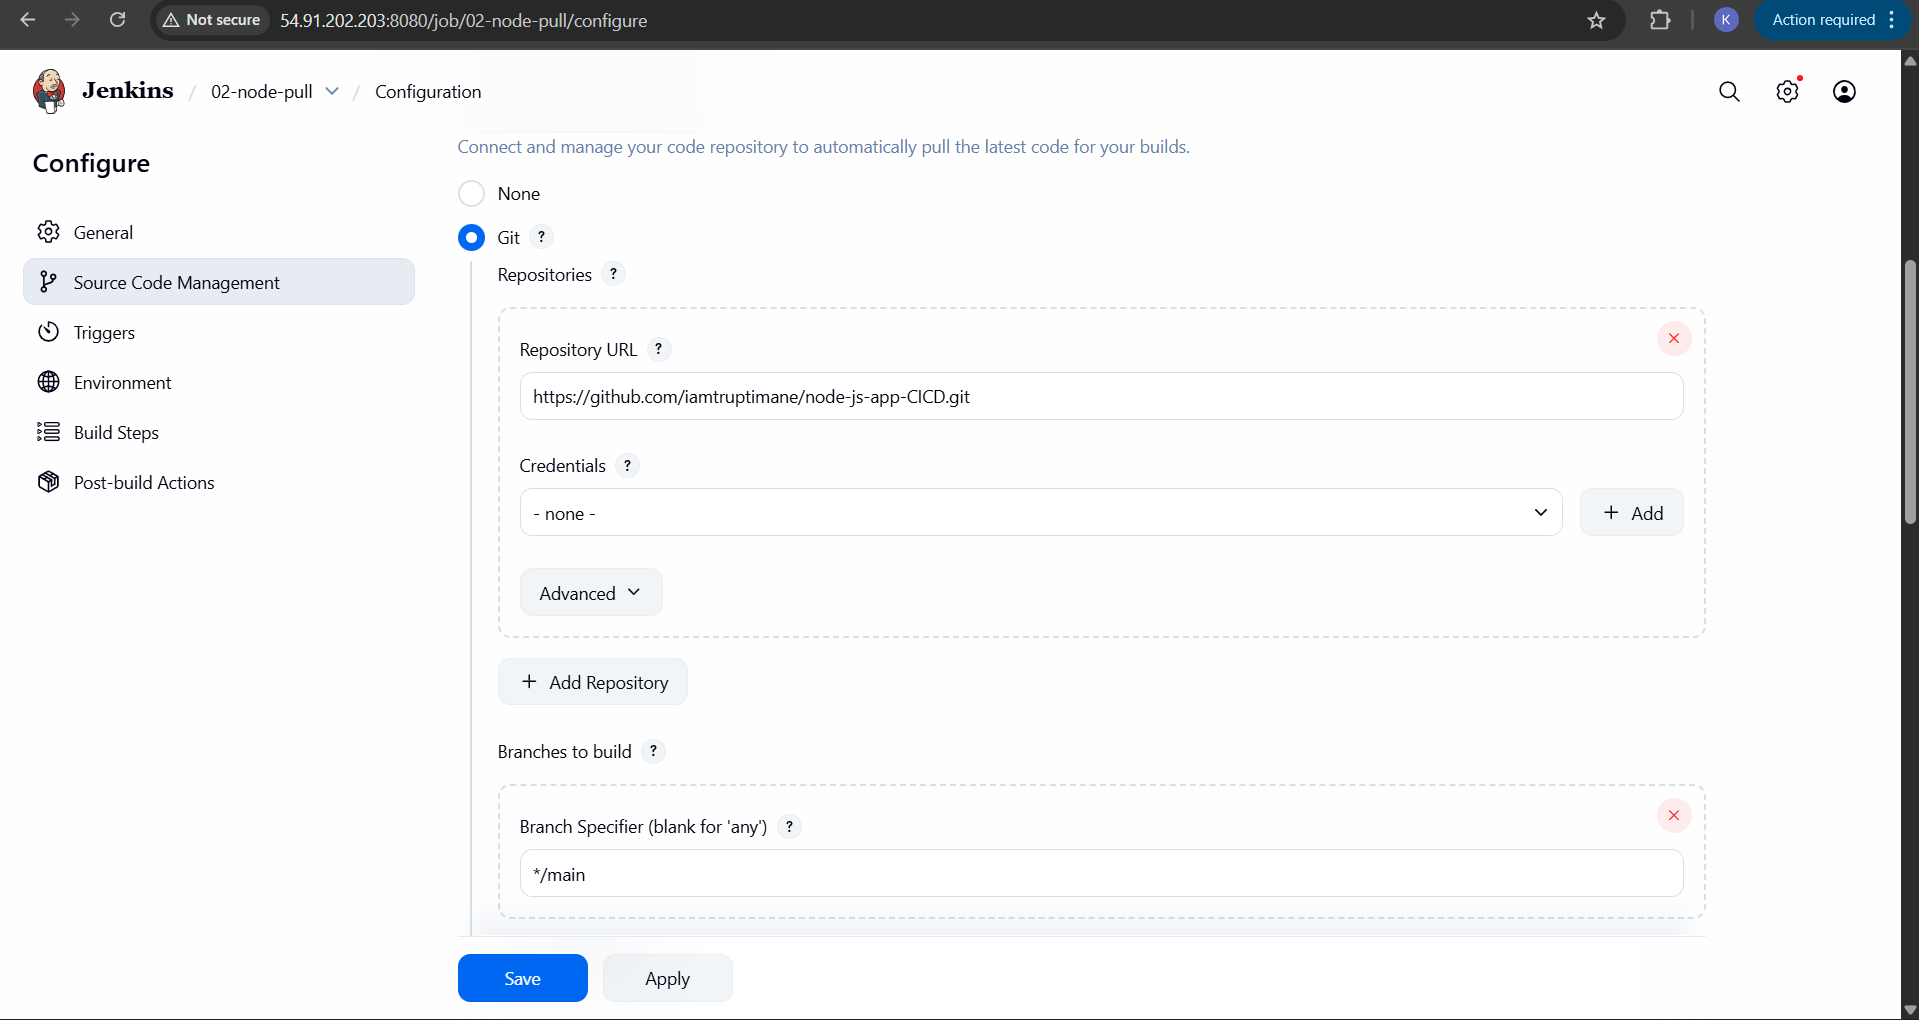 Not secure 54.91.202.203:8080/job/02-node-pull/configure K Action required
Jenkins / 02-node-pull / Configuration
Configure
General
Source Code Management
Triggers
Environment
Build Steps
Post-build Actions
Connect and manage your code repository to automatically pull the latest code for your builds.
None
Git ?
Repositories ?
Repository URL ?
https://github.com/iamtruptimane/node-js-app-CICD.git
Credentials ?
- none -
+ Add
Advanced
+ Add Repository
Branches to build ?
Branch Specifier (blank for 'any') ?
*/main
Save
Apply